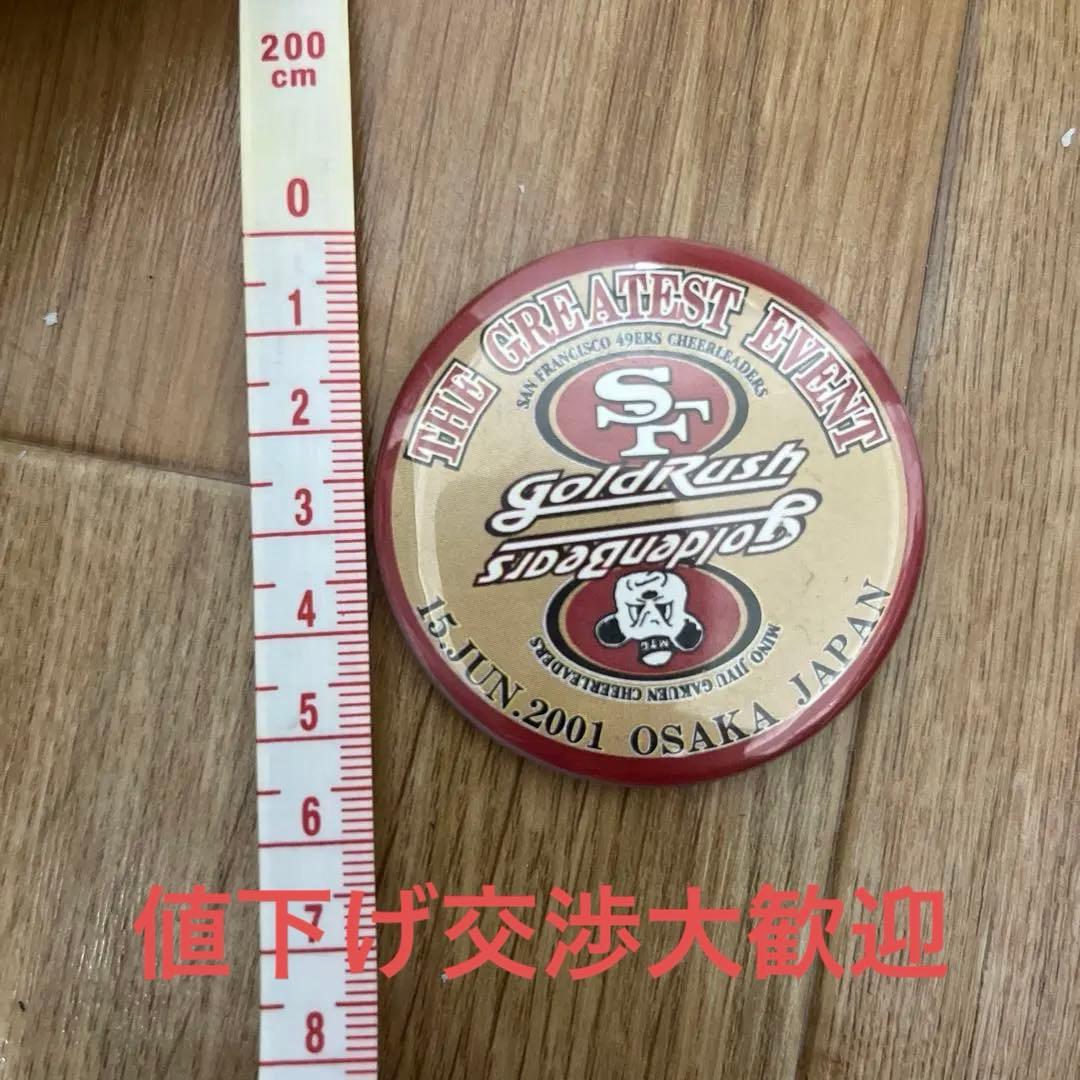 200
cm
0
1
2
3
4
5
6
7
8
THE GREATEST EVENT
SAN FRANCISCO 49ERS CHEERLEADERS
SF
GoldRush
goldenBears
MJG
MINO JIYU GAKUEN CHEERLEADERS
15.JUN.2001 OSAKA JAPAN
値下げ交渉大歓迎